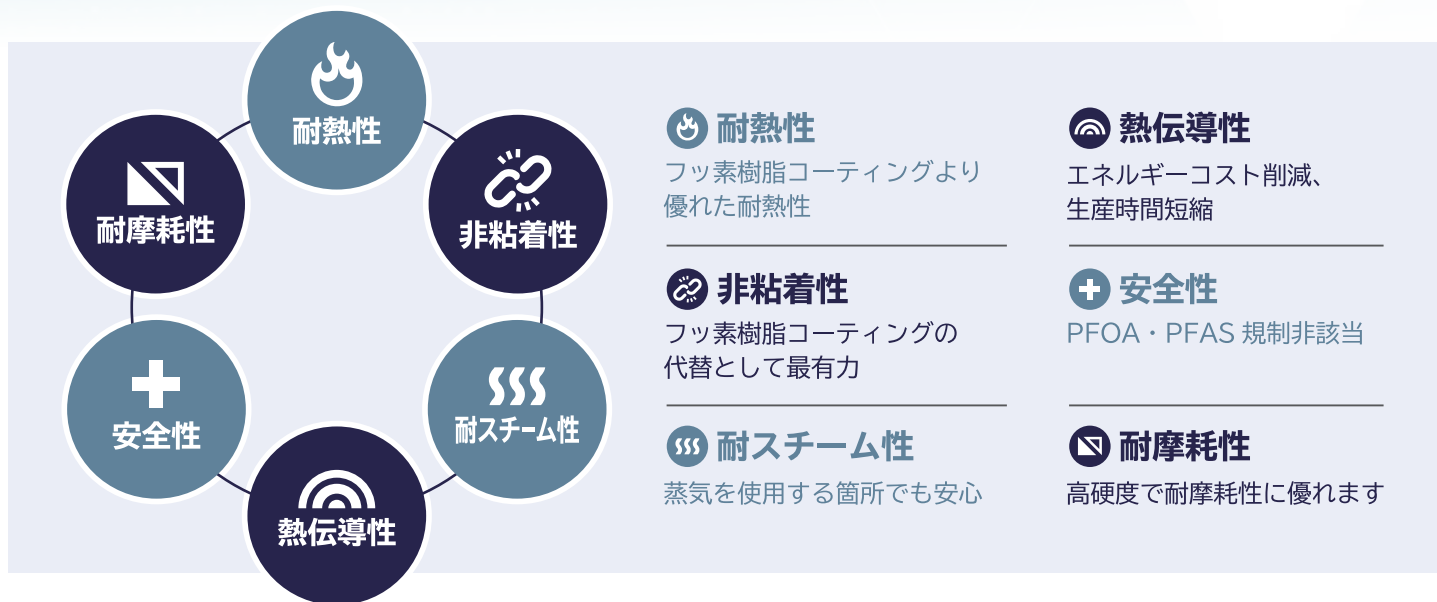 耐熱性
耐摩耗性
非粘着性
安全性
耐スチーム性
熱伝導性
耐熱性
フッ素樹脂コーティングより
優れた耐熱性
非粘着性
フッ素樹脂コーティングの
代替として最有力
耐スチーム性
蒸気を使用する箇所でも安心
熱伝導性
エネルギーコスト削減、
生産時間短縮
安全性
PFOA・PFAS 規制非該当
耐摩耗性
高硬度で耐摩耗性に優れます